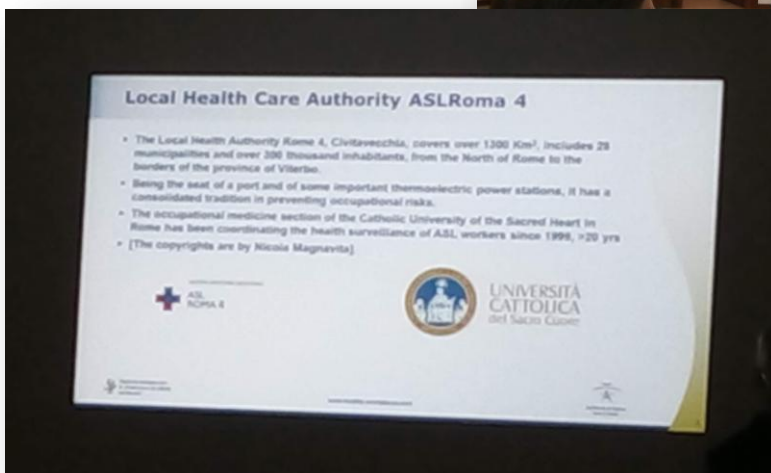 Local Health Care Authority ASLRoma 4
• The Local Health Authority Rome 4, Civitavecchia, covers over 1300 Km², includes 28
municipalities and over 300 thousand inhabitants, from the North of Rome to the
borders of the province of Viterbo.
• Being the seat of a port and of some important thermoelectric power stations, it has a
consolidated tradition in preventing occupational risks.
• The occupational medicine section of the Catholic University of the Sacred Heart in
Rome has been coordinating the health surveillance of ASL workers since 1999, >20 yrs
• [The copyrights are by Nicola Magnavita]
ASL
ROMA 4
UNIVERSITÀ
CATTOLICA
del Sacro Cuore